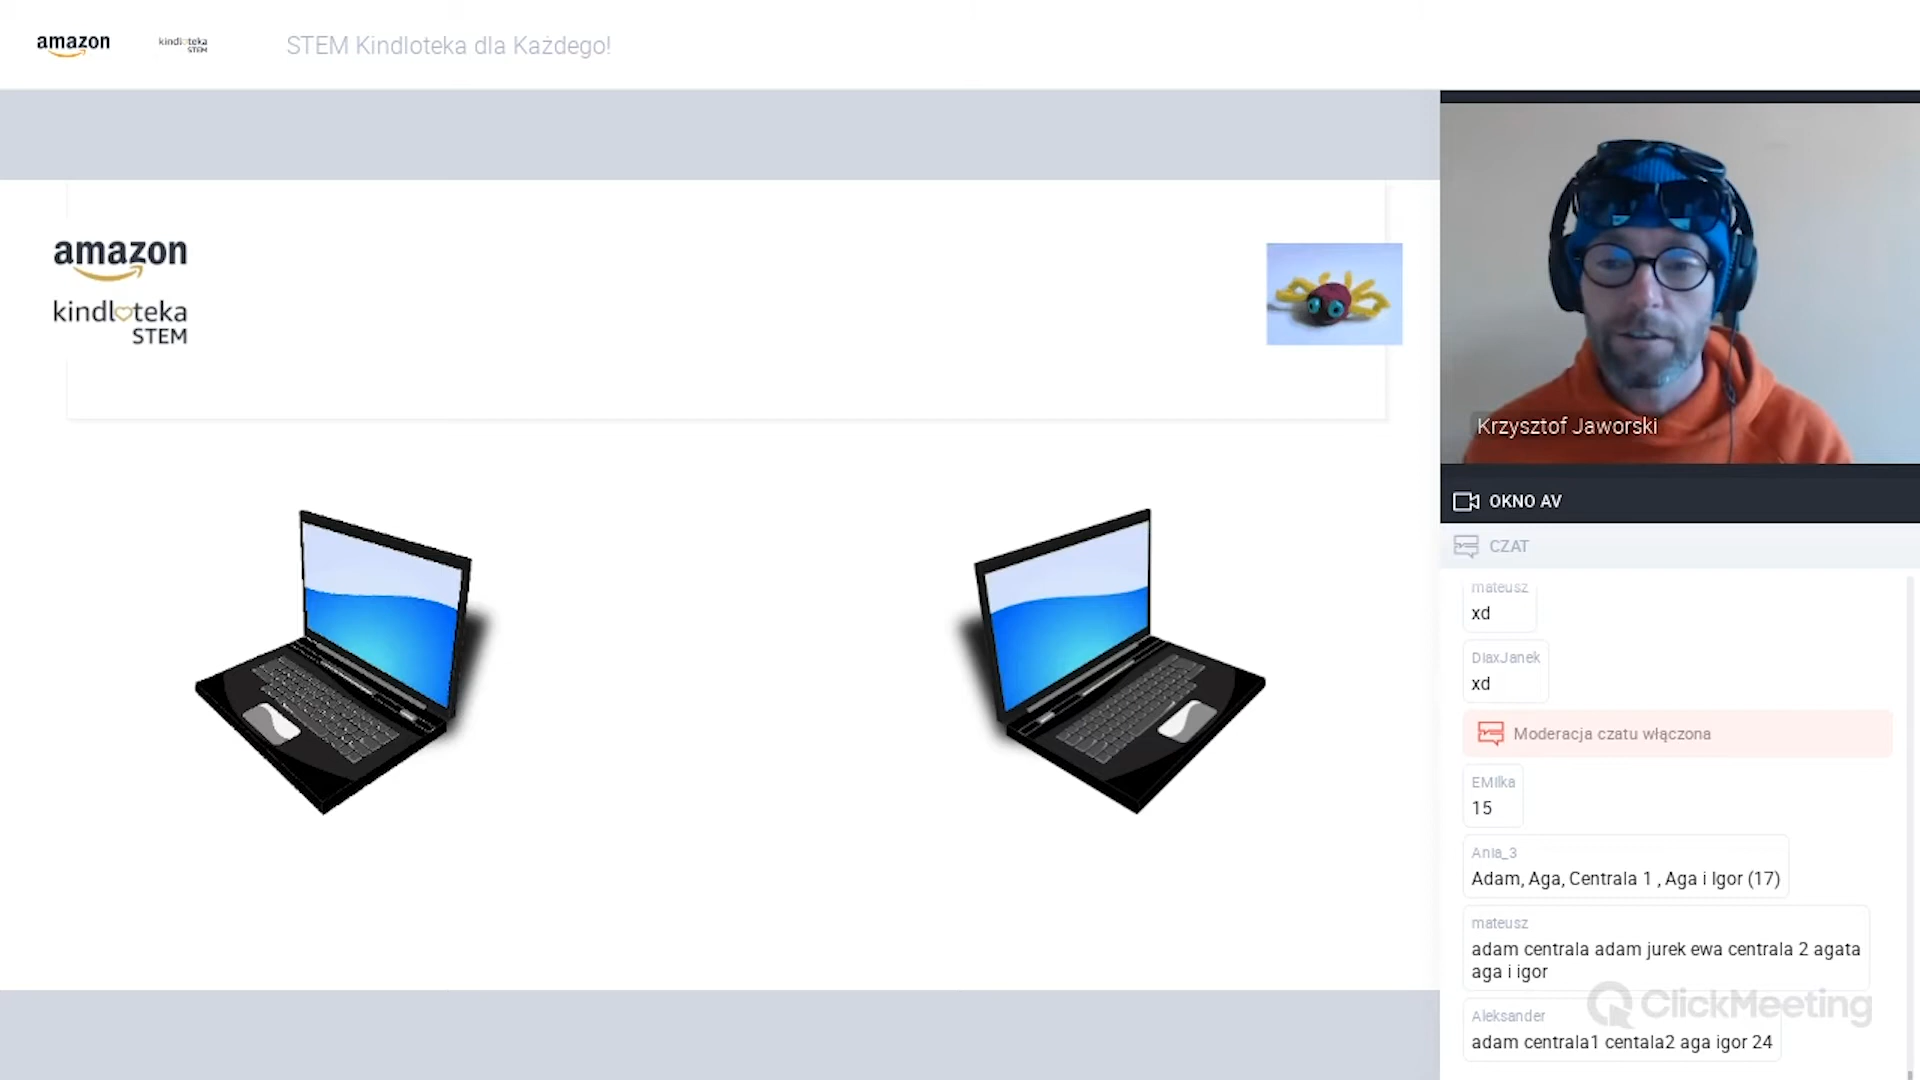 amazon
kindloteka
STEM
STEM Kindloteka dla Każdego!
amazon
kindloteka
STEM
Krzysztof Jaworski
OKNO AV
CZAT
mateusz
xd
DlaxJanek
xd
Moderacja czatu włączona
EMilka
15
Ania_3
Adam, Aga, Centrala 1 , Aga i Igor (17)
mateusz
adam centrala adam jurek ewa centrala 2 agata
aga i igor
ClickMeeting
Aleksander
adam centrala1 centala2 aga igor 24